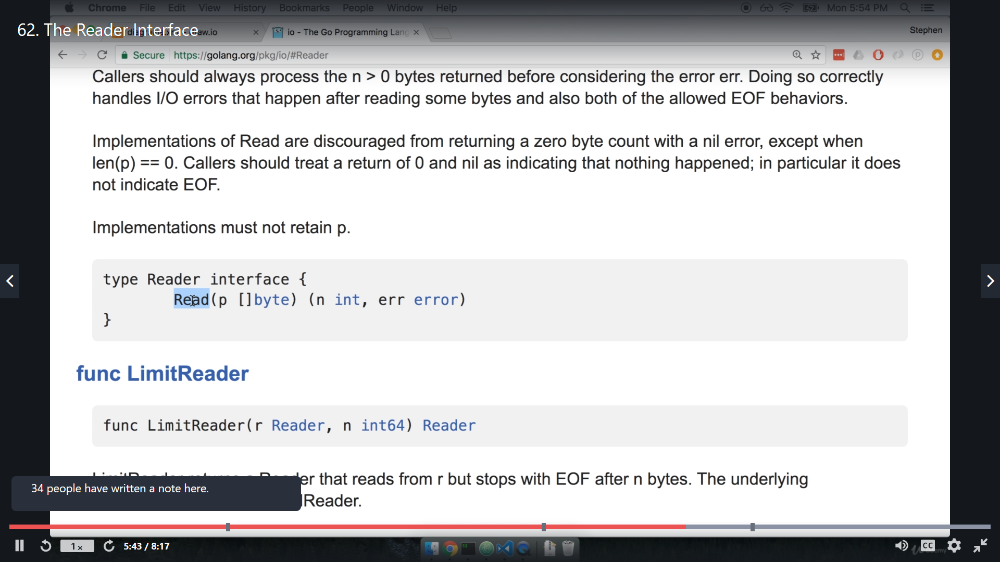 Chrome File Edit View History Bookmarks People Window Help Mon 5:54 PM
62. The Reader Interface
aw.io × io - The Go Programming Lang × Stephen
Secure https://golang.org/pkg/io/#Reader
Callers should always process the n > 0 bytes returned before considering the error err. Doing so correctly
handles I/O errors that happen after reading some bytes and also both of the allowed EOF behaviors.
Implementations of Read are discouraged from returning a zero byte count with a nil error, except when
len(p) == 0. Callers should treat a return of 0 and nil as indicating that nothing happened; in particular it does
not indicate EOF.
Implementations must not retain p.
type Reader interface {
Read(p []byte) (n int, err error)
}
func LimitReader
func LimitReader(r Reader, n int64) Reader
LimitReader returns a Reader that reads from r but stops with EOF after n bytes. The underlying
34 people have written a note here.
Reader.
1x 5:43 / 8:17
CC